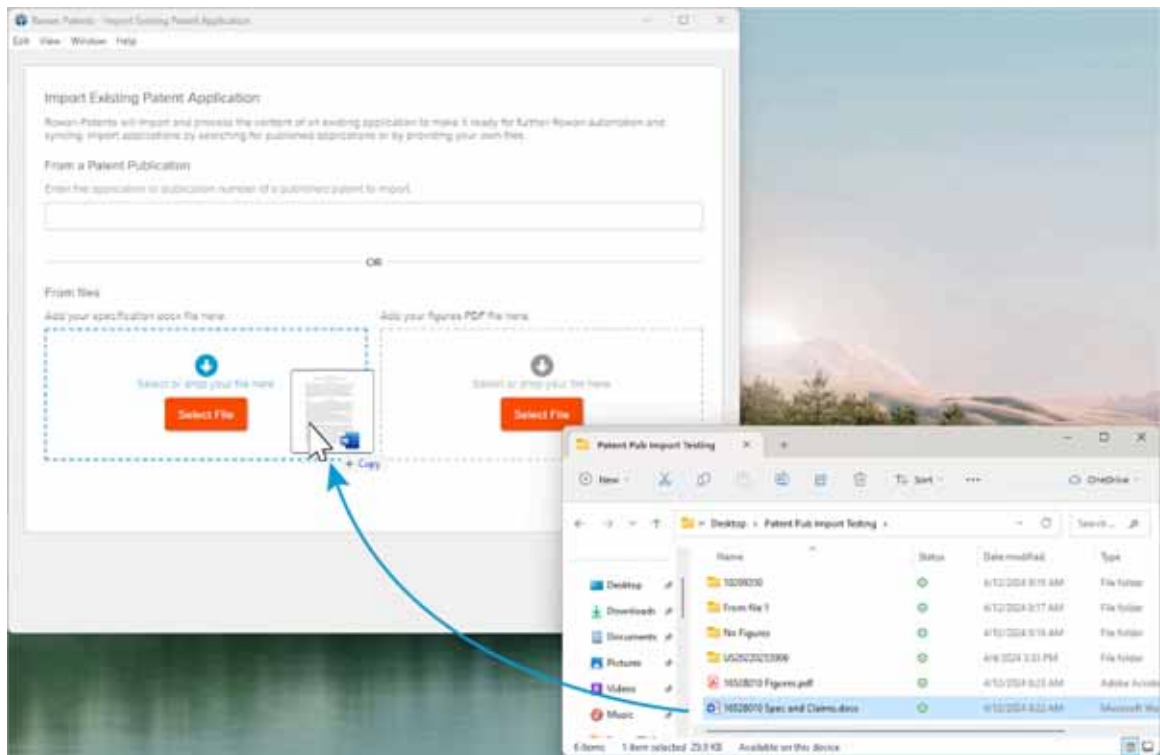 Rowan Patents - Import Existing Patent Application
Edit View Window Help
Import Existing Patent Application
Rowan Patents will import and process the content of an existing application to make it ready for further Rowan automation and
syncing. Import applications by searching for published applications or by providing your own files.
From a Patent Publication
Enter the application or publication number of a published patent to import.
OR
From files
Add your specification docx file here.
Add your figures PDF file here.
Select or drop your file here
Select or drop your file here
Select File
Select File
+ Copy
Patent Pub Import Testing
New
Sort
OneDrive
Desktop > Patent Pub Import Testing >
Search
Name Status Date modified Type
Desktop
Downloads
Documents
Pictures
Videos
Music
File folder
From file 1 File folder
No Figures File folder
File folder
16528010 Figures.pdf Adobe Acrob
16528010 Spec and Claims.docx Microsoft Wo
6 items 1 item selected Available on this device